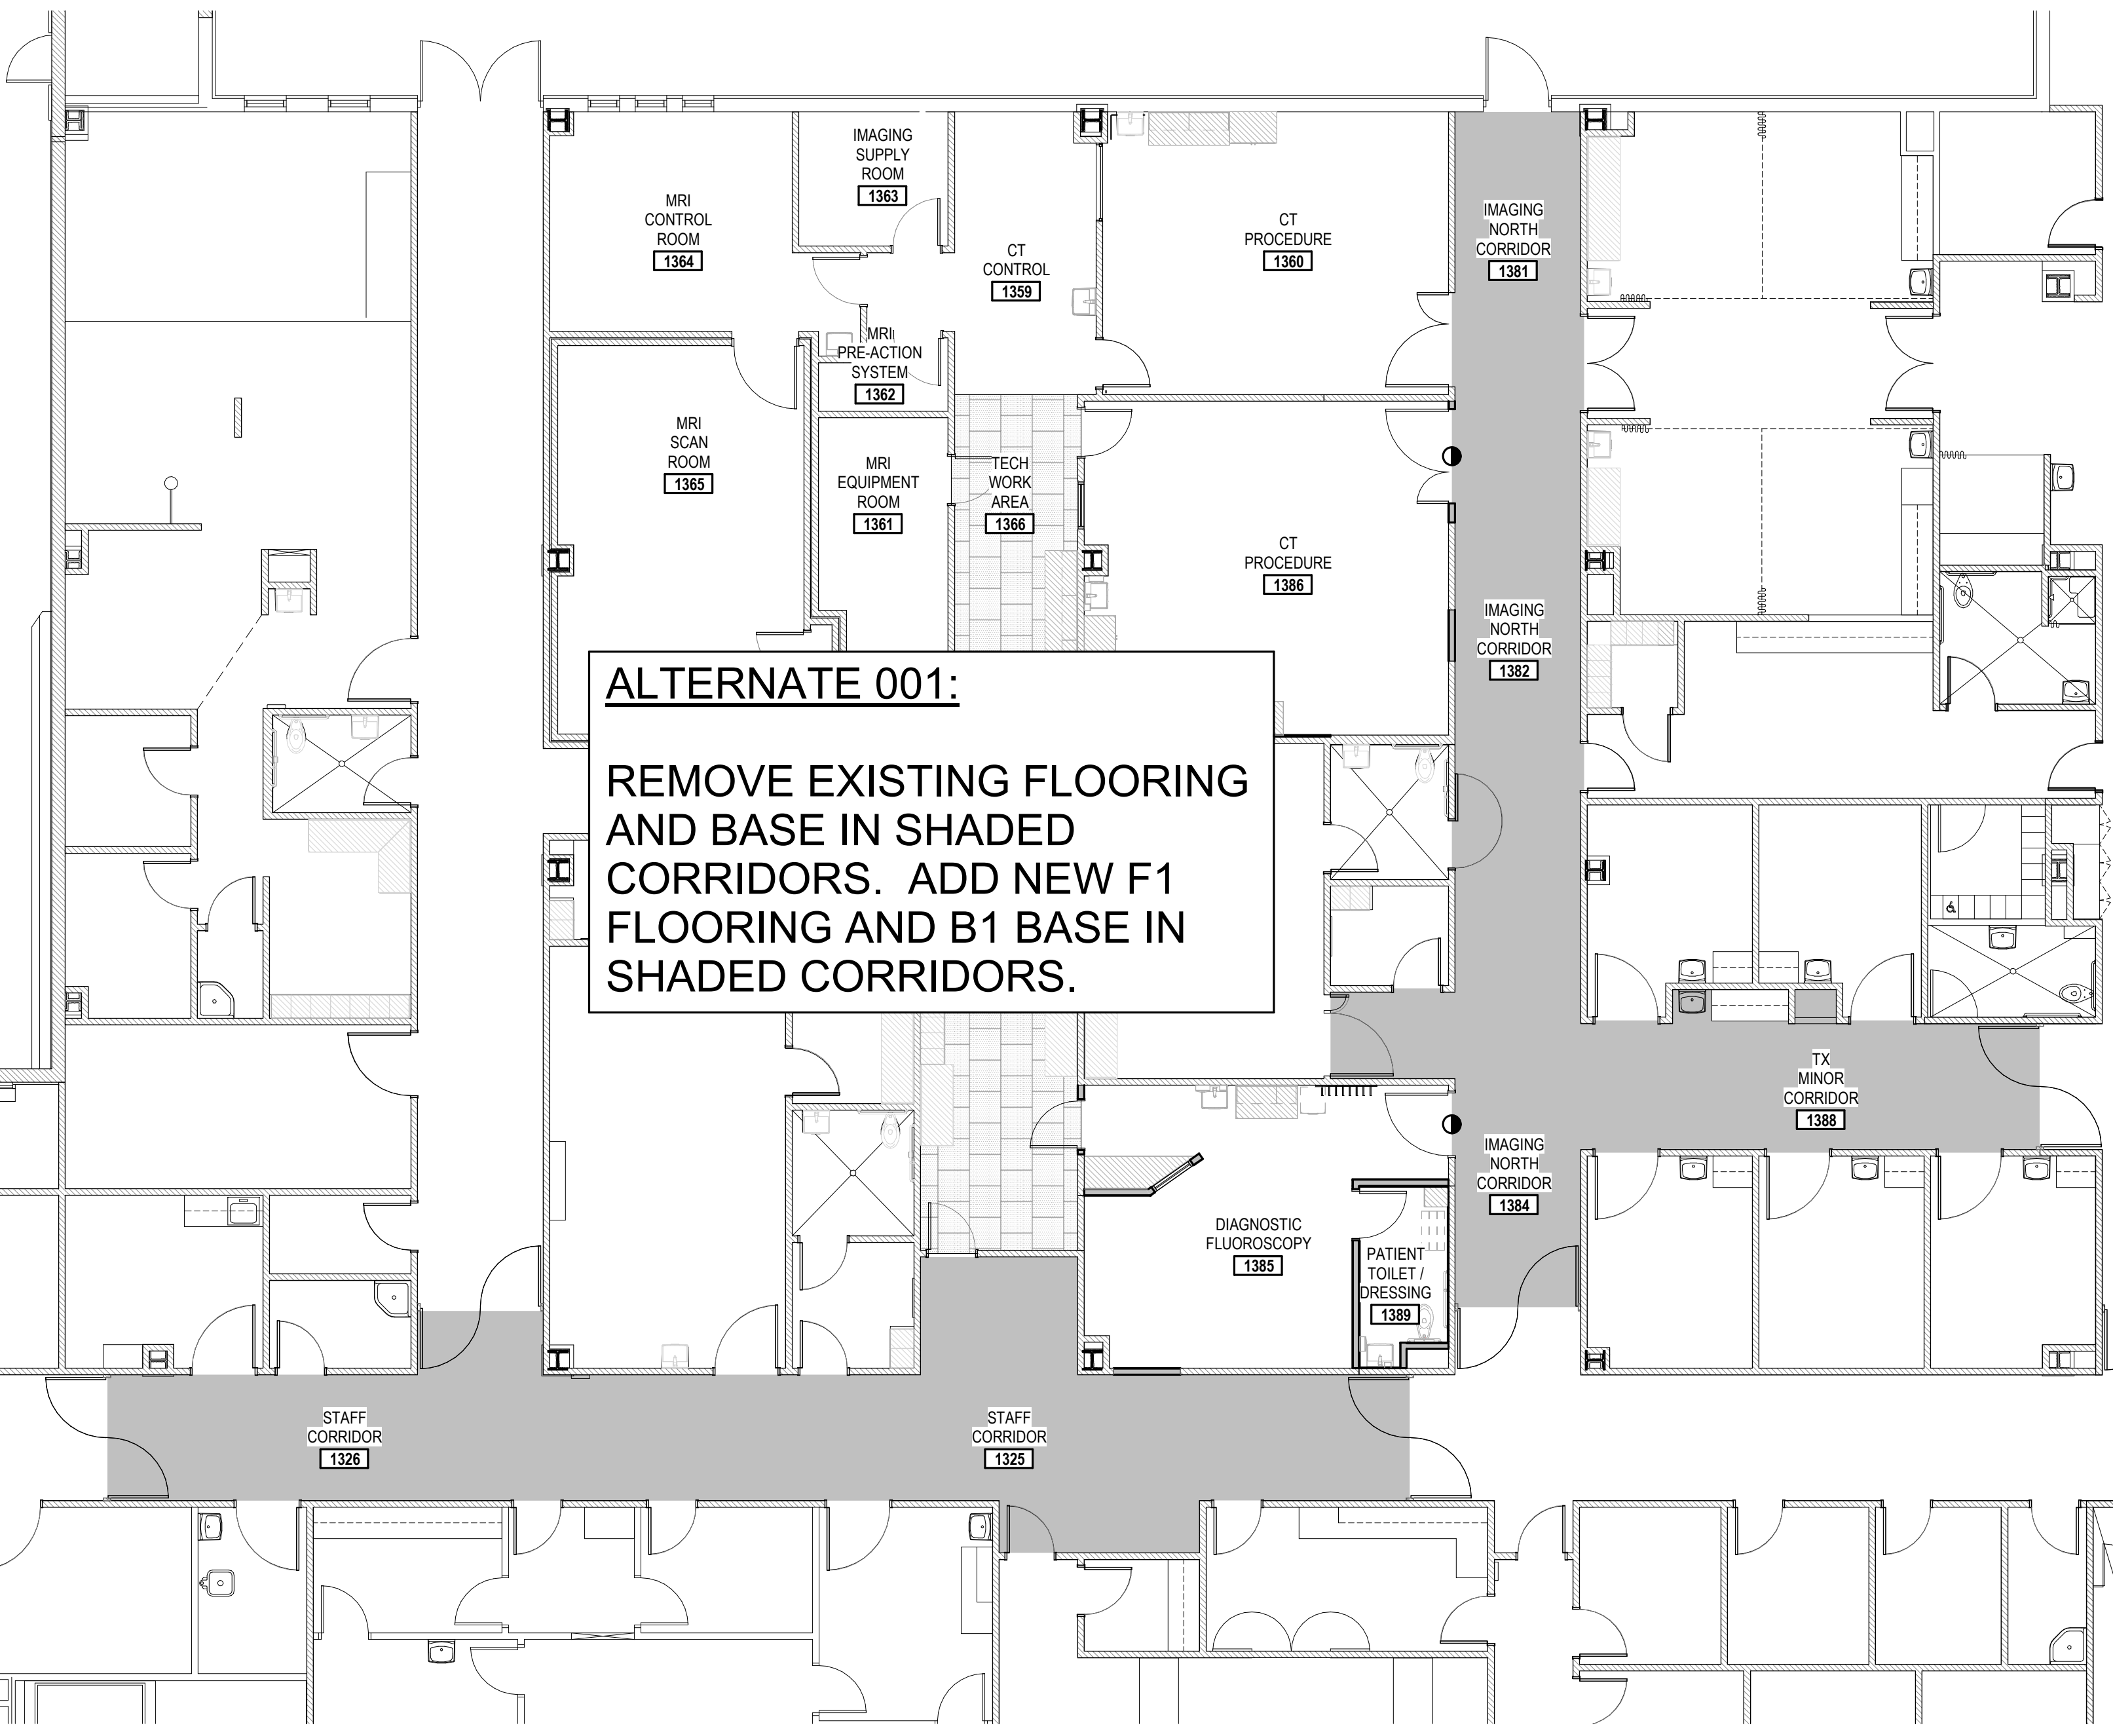 IMAGING
SUPPLY
ROOM
1363
MRI
CONTROL
ROOM
1364
CT
CONTROL
1359
CT
PROCEDURE
1360
IMAGING
NORTH
CORRIDOR
1381
MRI
PRE-ACTION
SYSTEM
1362
MRI
SCAN
ROOM
1365
MRI
EQUIPMENT
ROOM
1361
TECH
WORK
AREA
1366
CT
PROCEDURE
1386
IMAGING
NORTH
CORRIDOR
1382
ALTERNATE 001:
REMOVE EXISTING FLOORING
AND BASE IN SHADED
CORRIDORS.  ADD NEW F1
FLOORING AND B1 BASE IN
SHADED CORRIDORS.
TX
MINOR
CORRIDOR
1388
IMAGING
NORTH
CORRIDOR
1384
DIAGNOSTIC
FLUOROSCOPY
1385
PATIENT
TOILET /
DRESSING
1389
STAFF
CORRIDOR
1326
STAFF
CORRIDOR
1325